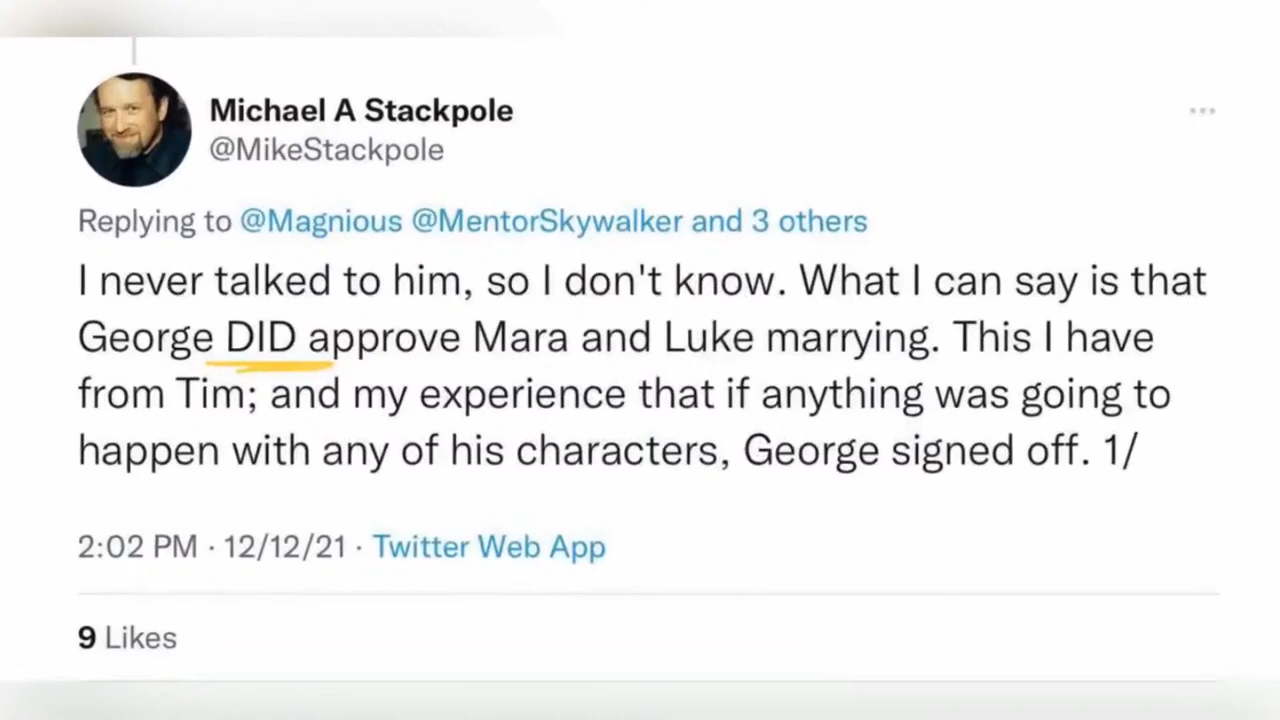 Michael A Stackpole
@MikeStackpole
Replying to @Magnious @MentorSkywalker and 3 others
I never talked to him, so I don't know. What I can say is that
George DID approve Mara and Luke marrying. This I have
from Tim; and my experience that if anything was going to
happen with any of his characters, George signed off. 1/
2:02 PM · 12/12/21 · Twitter Web App
9 Likes